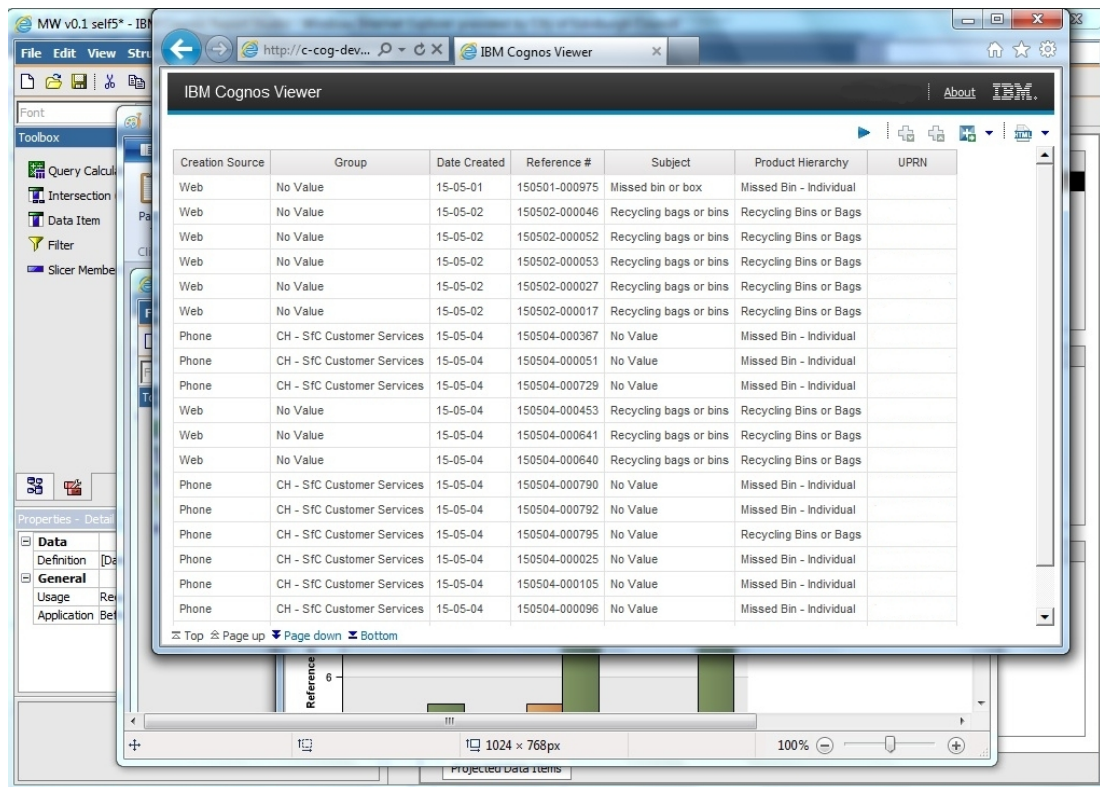 MW v0.1 self5* - IBM
File Edit View Stru
Font
Toolbox
Query Calcul
Intersection
Data Item
Filter
Slicer Membe
Properties - Detail
Data
Definition [Da
General
Usage Re
Application Bef
http://c-cog-dev...
IBM Cognos Viewer
IBM Cognos Viewer
About IBM.
Creation Source Group Date Created Reference # Subject Product Hierarchy UPRN
Web No Value 15-05-01 150501-000975 Missed bin or box Missed Bin - Individual
Web No Value 15-05-02 150502-000046 Recycling bags or bins Recycling Bins or Bags
Web No Value 15-05-02 150502-000052 Recycling bags or bins Recycling Bins or Bags
Web No Value 15-05-02 150502-000053 Recycling bags or bins Recycling Bins or Bags
Web No Value 15-05-02 150502-000027 Recycling bags or bins Recycling Bins or Bags
Web No Value 15-05-02 150502-000017 Recycling bags or bins Recycling Bins or Bags
Phone CH - SfC Customer Services 15-05-04 150504-000367 No Value Missed Bin - Individual
Phone CH - SfC Customer Services 15-05-04 150504-000051 No Value Missed Bin - Individual
Phone CH - SfC Customer Services 15-05-04 150504-000729 No Value Missed Bin - Individual
Web No Value 15-05-04 150504-000453 Recycling bags or bins Recycling Bins or Bags
Web No Value 15-05-04 150504-000641 Recycling bags or bins Recycling Bins or Bags
Web No Value 15-05-04 150504-000640 Recycling bags or bins Recycling Bins or Bags
Phone CH - SfC Customer Services 15-05-04 150504-000790 No Value Missed Bin - Individual
Phone CH - SfC Customer Services 15-05-04 150504-000792 No Value Missed Bin - Individual
Phone CH - SfC Customer Services 15-05-04 150504-000795 No Value Recycling Bins or Bags
Phone CH - SfC Customer Services 15-05-04 150504-000025 No Value Missed Bin - Individual
Phone CH - SfC Customer Services 15-05-04 150504-000105 No Value Missed Bin - Individual
Phone CH - SfC Customer Services 15-05-04 150504-000096 No Value Missed Bin - Individual
Top Page up Page down Bottom
Reference
6
1024 × 768px
100%
Projected Data Items